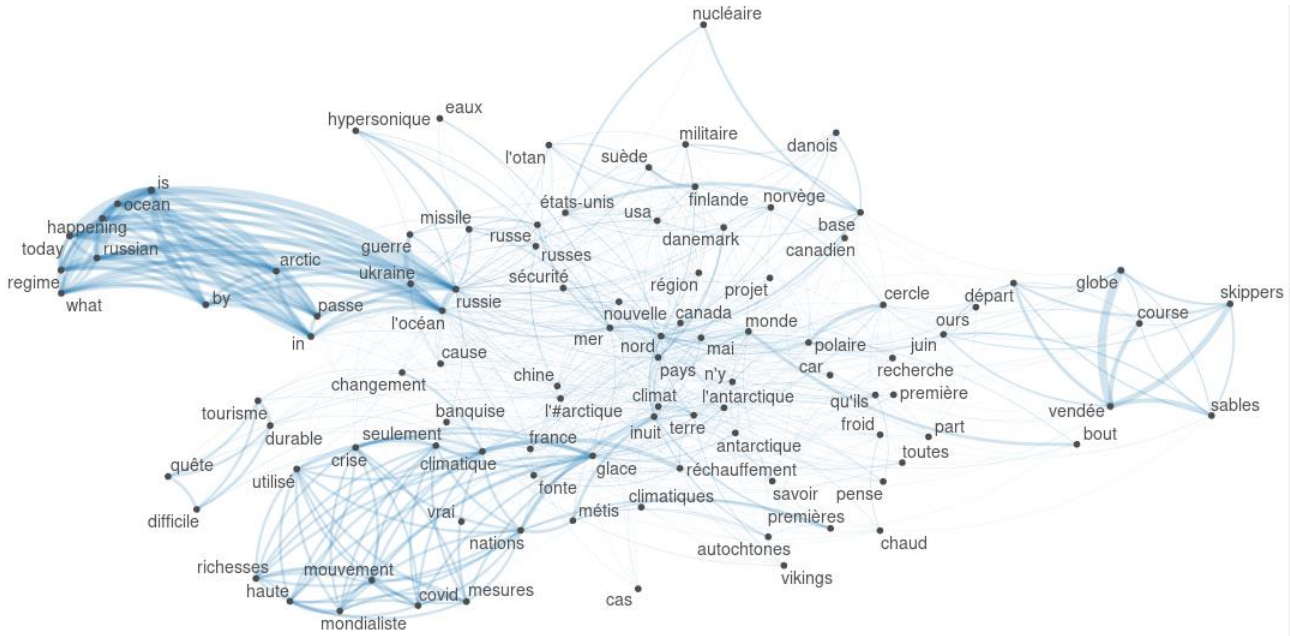 nucléaire
hypersonique
eaux
l'otan
suède
militaire
danois
is
ocean
happening
today
russian
regime
what
by
arctic
passe
in
missile
guerre
ukraine
l'océan
russie
russe
russes
états-unis
usa
finlande
danemark
norvège
base
canadien
sécurité
région
projet
nouvelle
canada
mer
nord
mai
monde
pays
cercle
départ
ours
polaire
juin
globe
course
skippers
cause
changement
chine
l'#arctique
n'y
climat
l'antarctique
car
recherche
qu'ils
première
vendée
sables
bout
tourisme
durable
banquise
seulement
crise
climatique
france
inuit
terre
antarctique
froid
part
toutes
quête
difficile
utilisé
glace
fonte
réchauffement
climatiques
savoir
pense
vrai
métis
nations
premières
autochtones
chaud
vikings
richesses
haute
mouvement
covid
mesures
mondialiste
cas